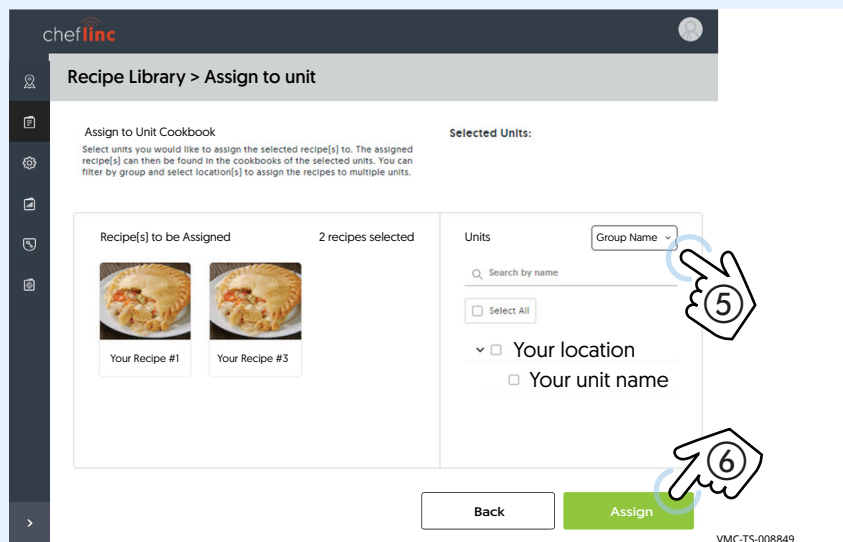 cheflinc
Recipe Library > Assign to unit
Assign to Unit Cookbook
Select units you would like to assign the selected recipe[s] to. The assigned
recipe[s] can then be found in the cookbooks of the selected units. You can
filter by group and select location[s] to assign the recipes to multiple units.
Selected Units:
Recipe[s] to be Assigned
2 recipes selected
Your Recipe #1
Your Recipe #3
Units
Group Name
5
Search by name
Select All
Your location
Your unit name
6
Back
Assign
VMC-TS-008849